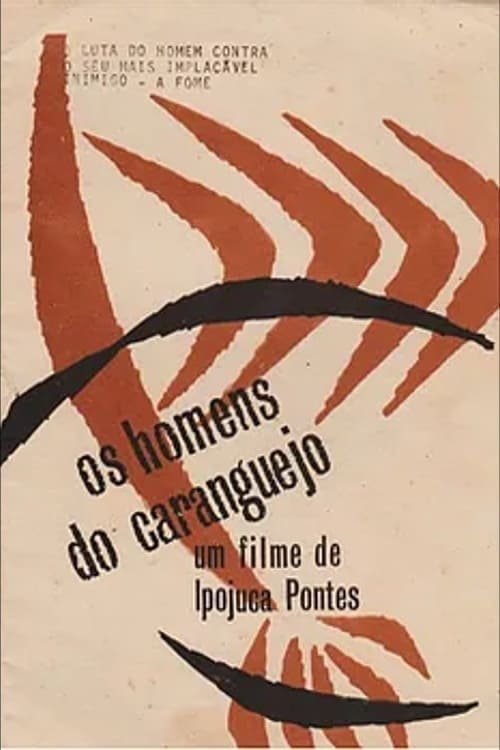 A LUTA DO HOMEM CONTRA
O SEU MAIS IMPLACÁVEL
INIMIGO - A FOME
os homens
do caranguejo
um filme de
Ipojuca Pontes